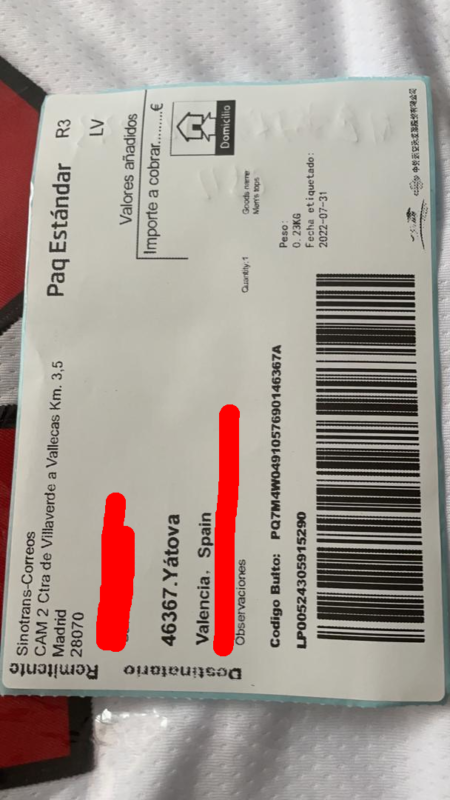 Remitente
Sinotrans-Correos
CAM 2 Ctra de Villaverde a Vallecas Km. 3,5
Madrid
28070
Paq Estándar R3
LV
Destinatario
46367.Yátova
Valencia, Spain
Valores añadidos
Importe a cobrar.........€
Domicilio
Observaciones
Quantity:1
Goods name
Men's tops
Codigo Bulto: PQ7M4W0491057690146367A
LP00524305915290
Peso:
0.23KG
Fecha etiquetado:
2022-07-31